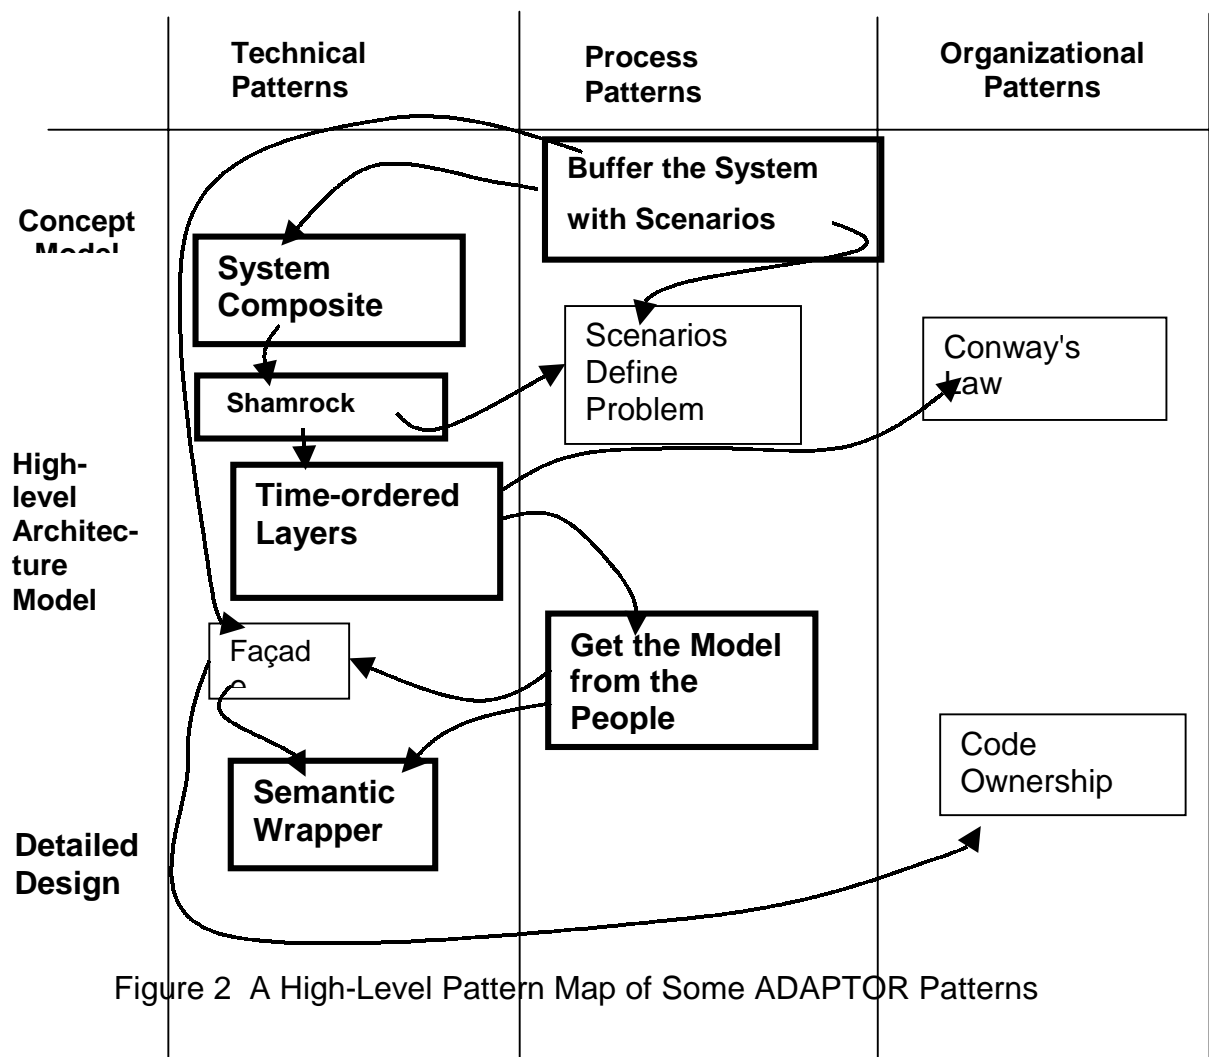 Technical
Patterns
Process
Patterns
Organizational
Patterns
Concept
Model
Buffer the System
with Scenarios
System
Composite
Scenarios
Define
Problem
Conway's
Law
Shamrock
High-
level
Architec-
ture
Model
Time-ordered
Layers
Façad
e
Get the Model
from the
People
Code
Ownership
Semantic
Wrapper
Detailed
Design
Figure 2 A High-Level Pattern Map of Some ADAPTOR Patterns